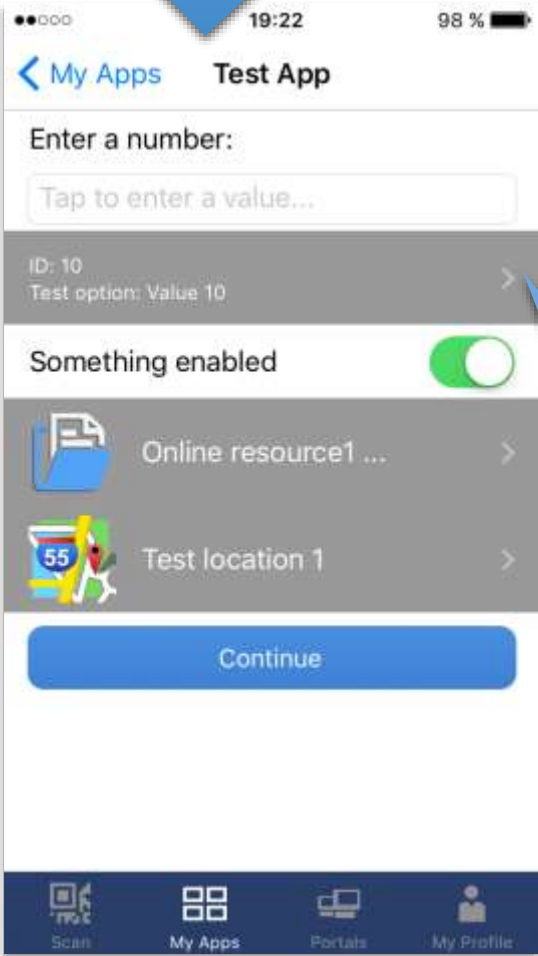 19:22
98 %
My Apps
Test App
Enter a number:
Tap to enter a value...
ID: 10
Test option: Value 10
Something enabled
Online resource1 ...
55
Test location 1
Continue
Scan
My Apps
Portals
My Profile